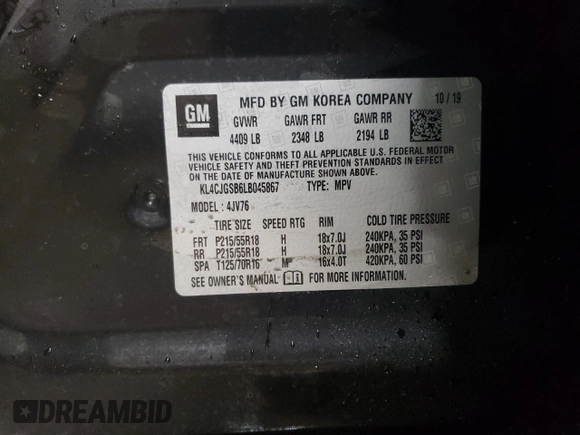 GM
MFD BY GM KOREA COMPANY 10/19
GVWR GAWR FRT GAWR RR
4409 LB 2348 LB 2194 LB
THIS VEHICLE CONFORMS TO ALL APPLICABLE U.S. FEDERAL MOTOR
VEHICLE SAFETY AND THEFT PREVENTION STANDARDS IN EFFECT ON
DATE OF MANUFACTURE SHOWN ABOVE.
KL4CJGSB6LB045867 TYPE: MPV
MODEL: 4JV76
TIRE SIZE SPEED RTG RIM COLD TIRE PRESSURE
FRT P215/55R18 H 18x7.0J 240KPA, 35 PSI
RR P215/55R18 H 18x7.0J 240KPA, 35 PSI
SPA T125/70R16 M 16x4.0T 420KPA, 60 PSI
SEE OWNER'S MANUAL FOR MORE INFORMATION
DREAMBID